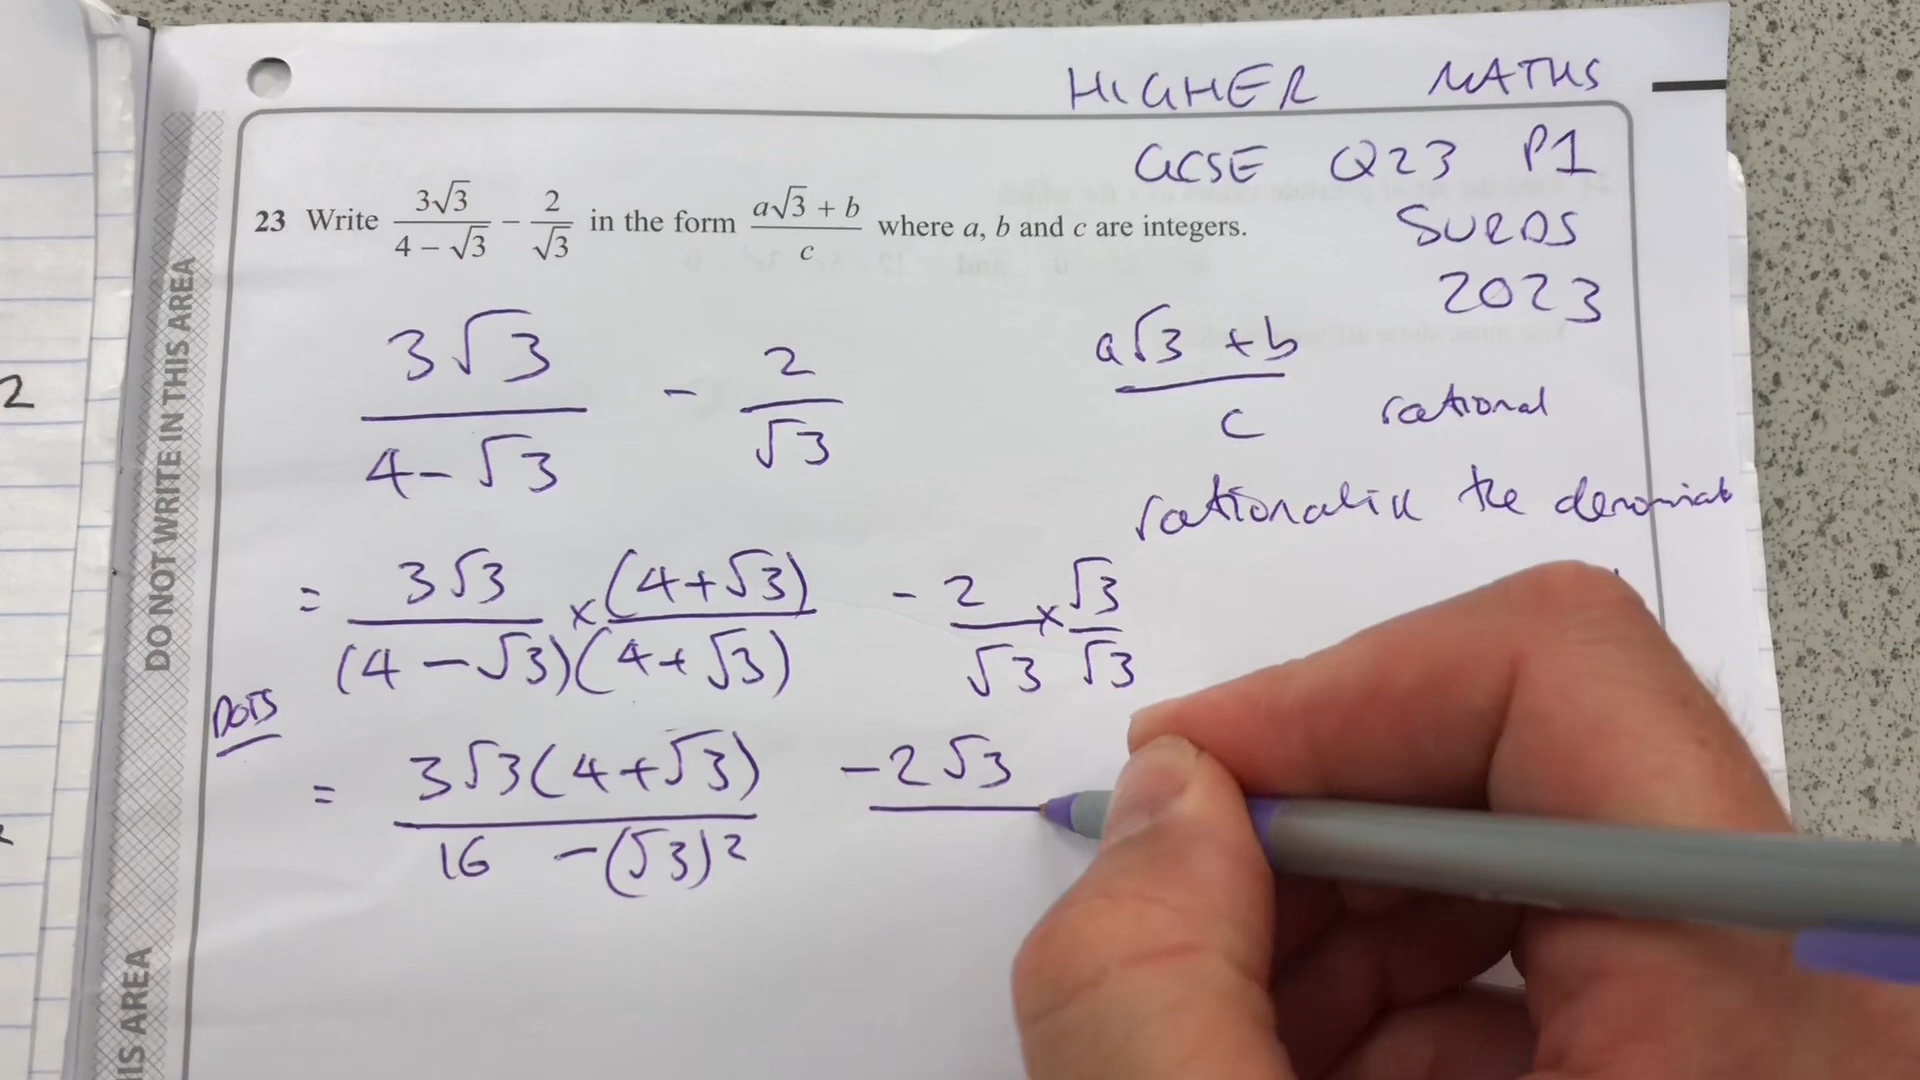 HIGHER MATHS
GCSE Q23 P1
SURDS
2023
23 Write (3√3)/(4 − √3) − 2/√3 in the form (a√3 + b)/c where a, b and c are integers.
(3√3)/(4 − √3) − 2/√3
(a√3 + b)/c rational
the
= (3√3)/((4 − √3) × (4 + √3)/(4 + √3) − 2/√3 × √3/√3
DOTS
= (3√3(4 + √3))/(16 − (√3)²) − 2√3
DO NOT WRITE IN THIS AREA
IS AREA
2